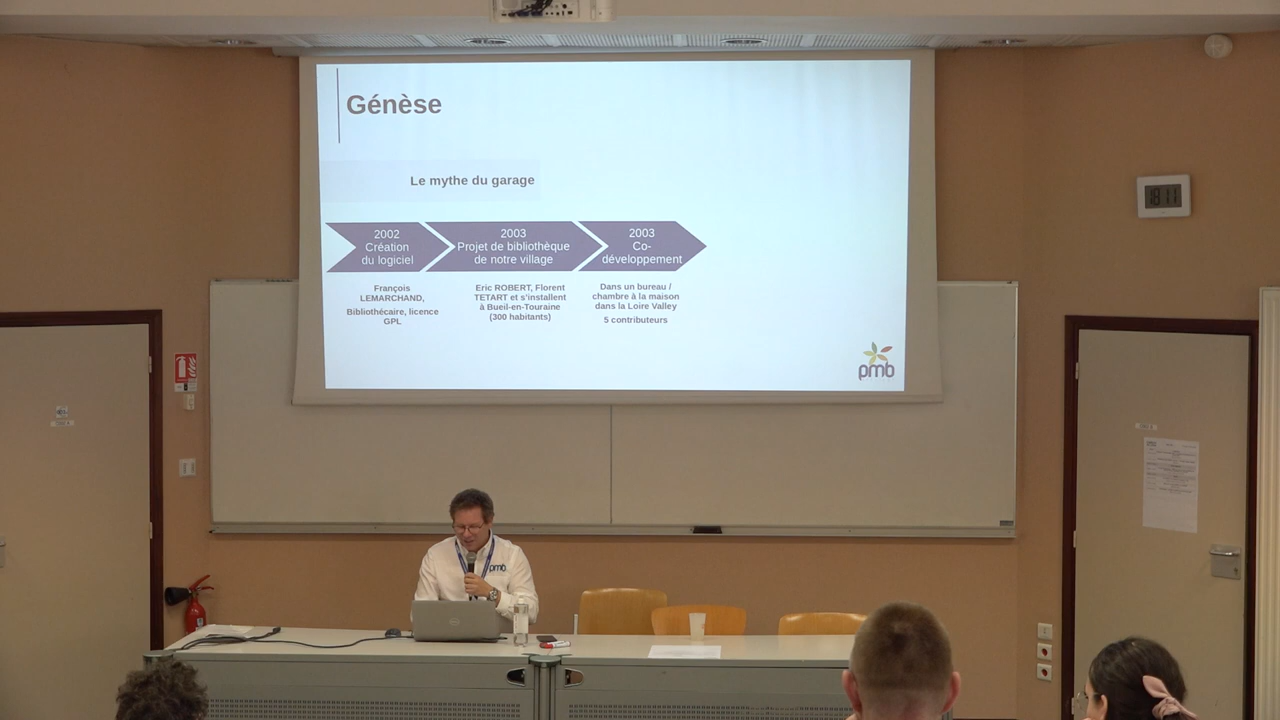 Génèse
Le mythe du garage
2002
Création
du logiciel
2003
Projet de bibliothèque
de notre village
2003
Co-
développement
François
LEMARCHAND,
Bibliothécaire, licence
GPL
Eric ROBERT, Florent
TETART et s'installent
à Bueil-en-Touraine
(300 habitants)
Dans un bureau /
chambre à la maison
dans la Loire Valley
5 contributeurs
pmb
18 11
pmb